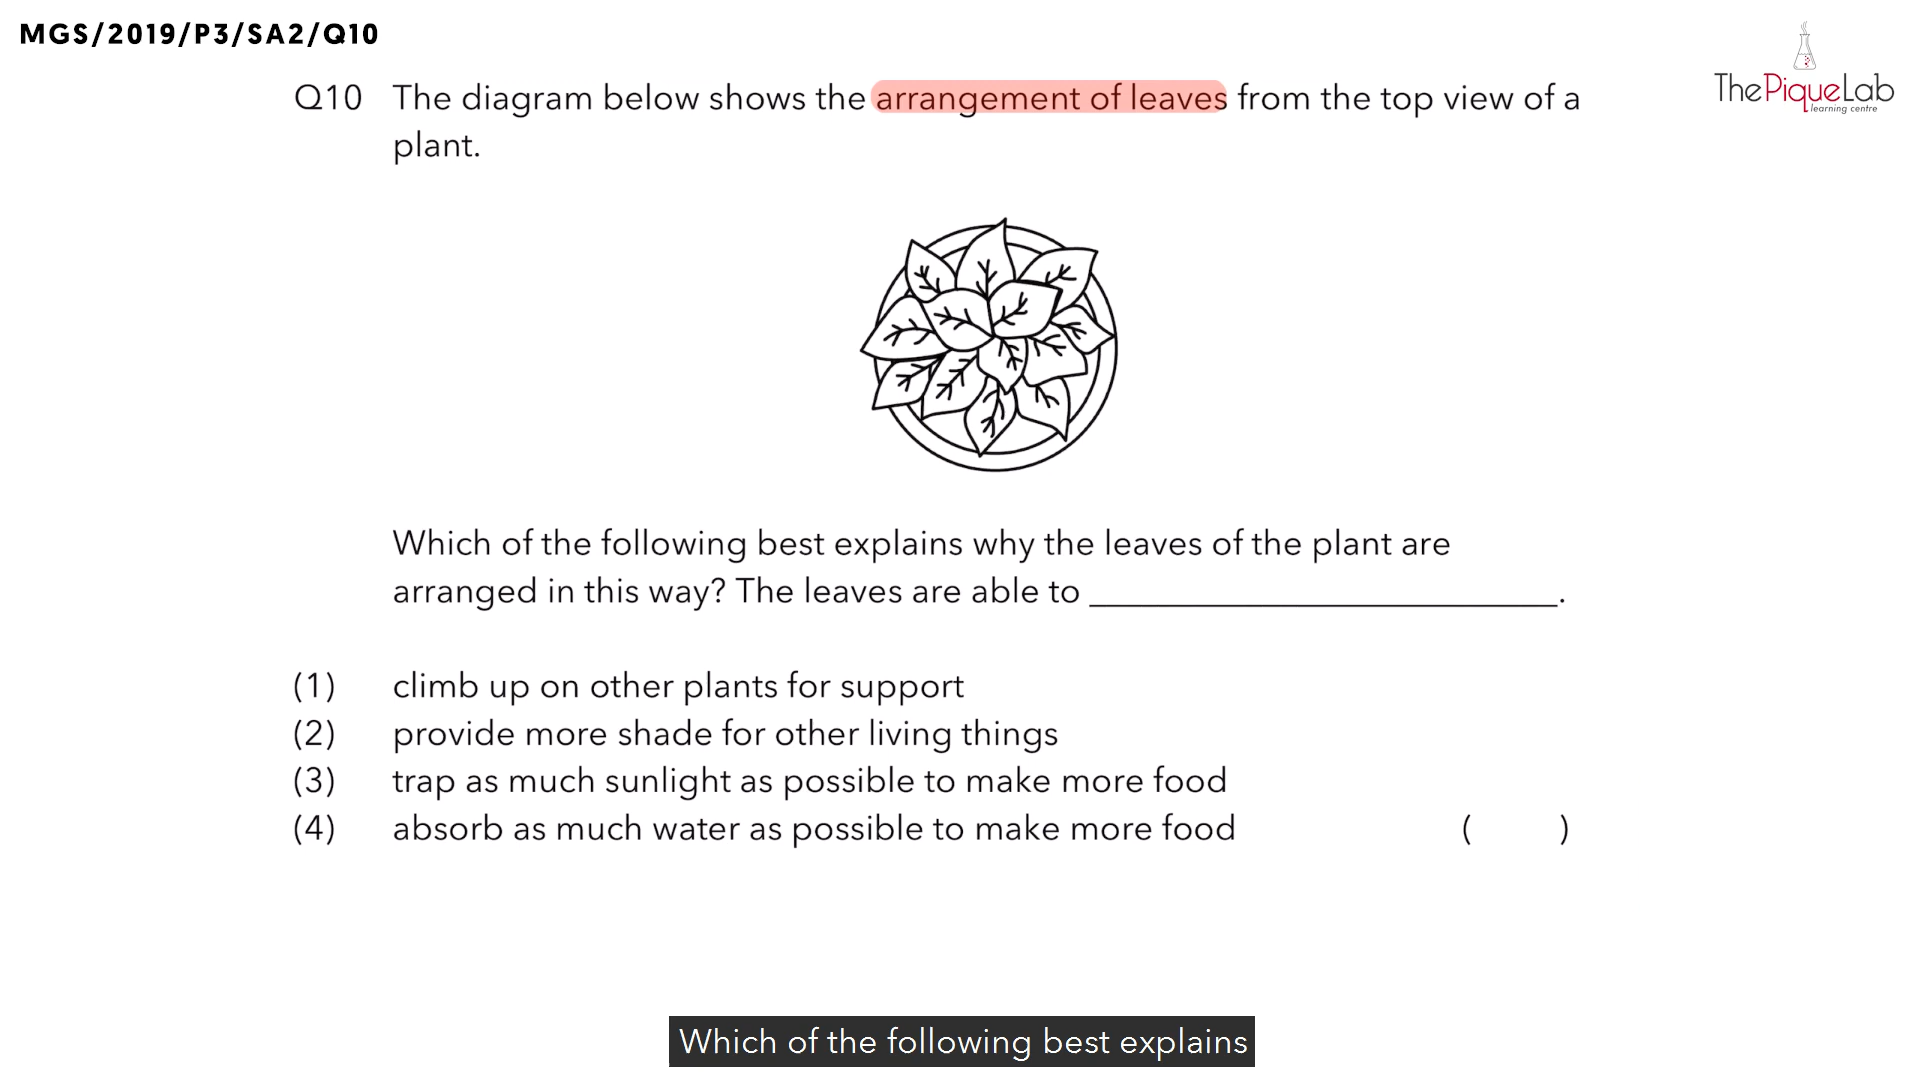 MGS/2019/P3/SA2/Q10
ThePiqueLab
learning centre
Q10 The diagram below shows the arrangement of leaves from the top view of a
plant.
Which of the following best explains why the leaves of the plant are
arranged in this way? The leaves are able to ________________________.
(1) climb up on other plants for support
(2) provide more shade for other living things
(3) trap as much sunlight as possible to make more food
(4) absorb as much water as possible to make more food ( )
Which of the following best explains